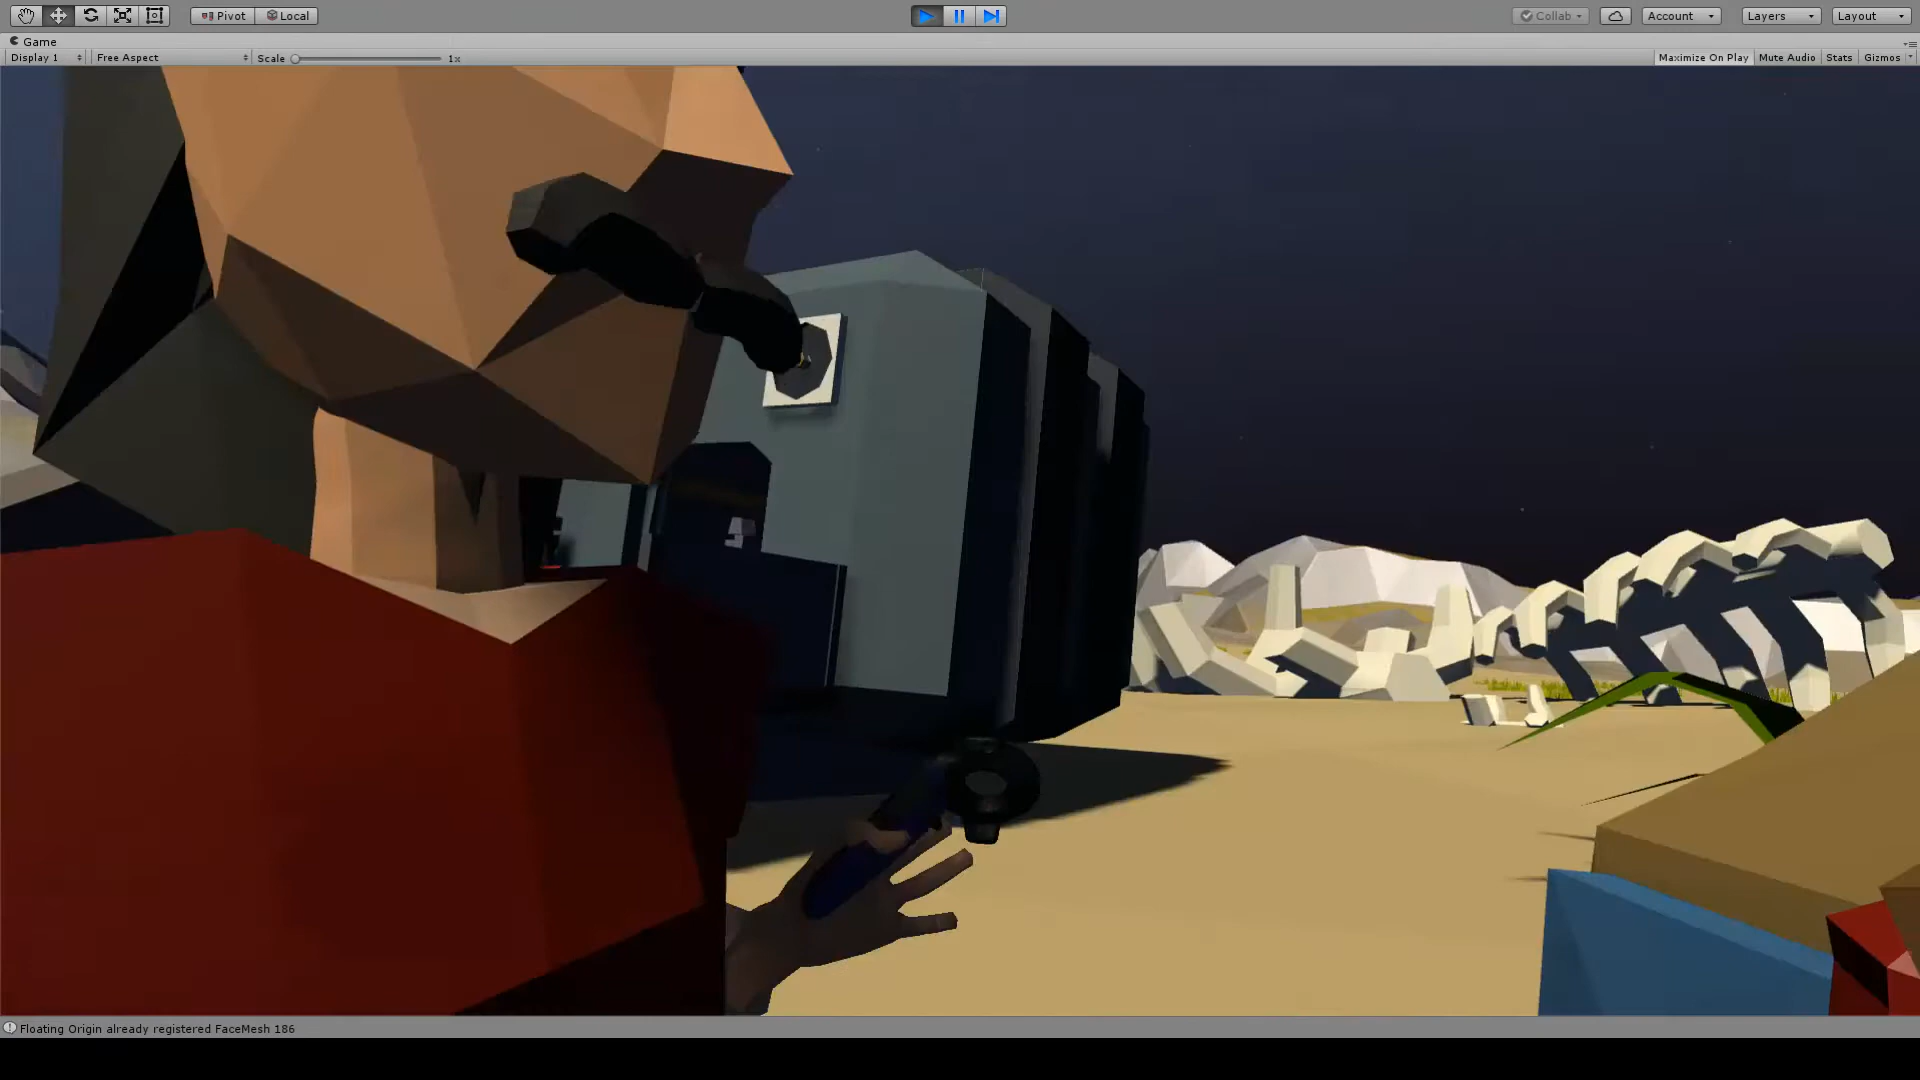 Pivot Local Collab Account Layers Layout
Game
Display 1 Free Aspect Scale 1x Maximize On Play Mute Audio Stats Gizmos
Floating Origin already registered FaceMesh 186